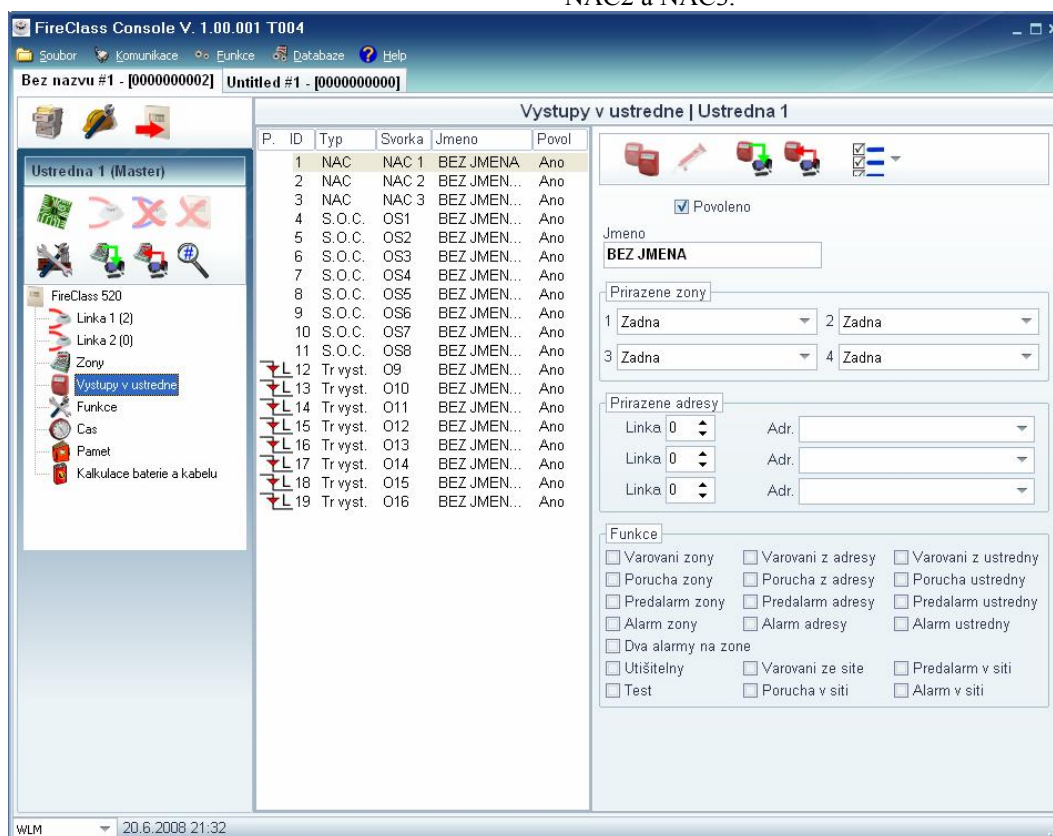 NAC2 a NAC3.
FireClass Console V. 1.00.001 T004
Soubor Komunikace Funkce Databaze Help
Bez nazvu #1 - [0000000002] Untitled #1 - [0000000000]
Vystupy v ustredne | Ustredna 1
Ustredna 1 (Master)
FireClass 520
Linka 1 (2)
Linka 2 (0)
Zony
Vystupy v ustredne
Funkce
Cas
Pamet
Kalkulace baterie a kabelu
P. ID Typ Svorka Jmeno Povol
1 NAC NAC 1 BEZ JMENA Ano
2 NAC NAC 2 BEZ JMEN... Ano
3 NAC NAC 3 BEZ JMEN... Ano
4 S.O.C. OS1 BEZ JMEN... Ano
5 S.O.C. OS2 BEZ JMEN... Ano
6 S.O.C. OS3 BEZ JMEN... Ano
7 S.O.C. OS4 BEZ JMEN... Ano
8 S.O.C. OS5 BEZ JMEN... Ano
9 S.O.C. OS6 BEZ JMEN... Ano
10 S.O.C. OS7 BEZ JMEN... Ano
11 S.O.C. OS8 BEZ JMEN... Ano
L 12 Tr vyst. O9 BEZ JMEN... Ano
L 13 Tr vyst. O10 BEZ JMEN... Ano
L 14 Tr vyst. O11 BEZ JMEN... Ano
L 15 Tr vyst. O12 BEZ JMEN... Ano
L 16 Tr vyst. O13 BEZ JMEN... Ano
L 17 Tr vyst. O14 BEZ JMEN... Ano
L 18 Tr vyst. O15 BEZ JMEN... Ano
L 19 Tr vyst. O16 BEZ JMEN... Ano
Povoleno
Jmeno
BEZ JMENA
Prirazene zony
1 Zadna 2 Zadna
3 Zadna 4 Zadna
Prirazene adresy
Linka 0 Adr.
Linka 0 Adr.
Linka 0 Adr.
Funkce
Varovani zony Varovani z adresy Varovani z ustredny
Porucha zony Porucha z adresy Porucha ustredny
Predalarm zony Predalarm adresy Predalarm ustredny
Alarm zony Alarm adresy Alarm ustredny
Dva alarmy na zone
Utišitelny Varovani ze site Predalarm v siti
Test Porucha v siti Alarm v siti
WLM 20.6.2008 21:32